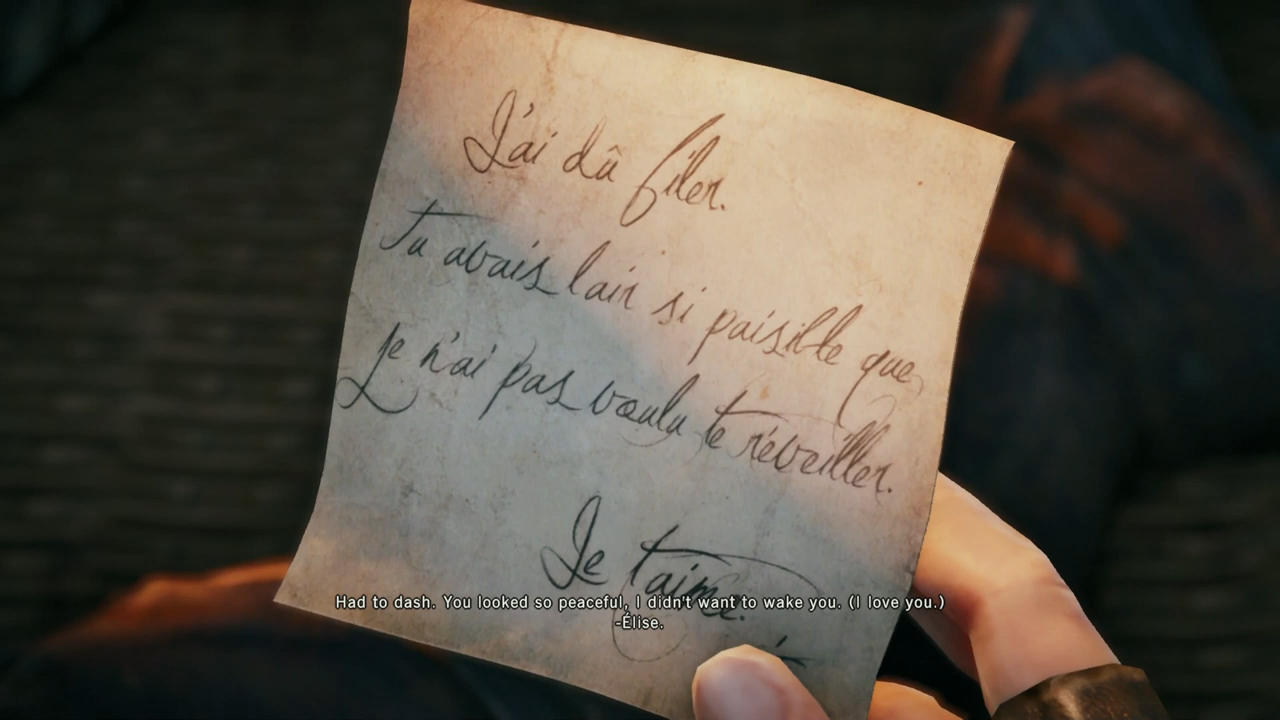 J'ai dû filer.
Tu avais l'air si paisible que
je n'ai pas voulu te réveiller.
Je t'aime.
Had to dash. You looked so peaceful, I didn't want to wake you. (I love you.)
-Élise.